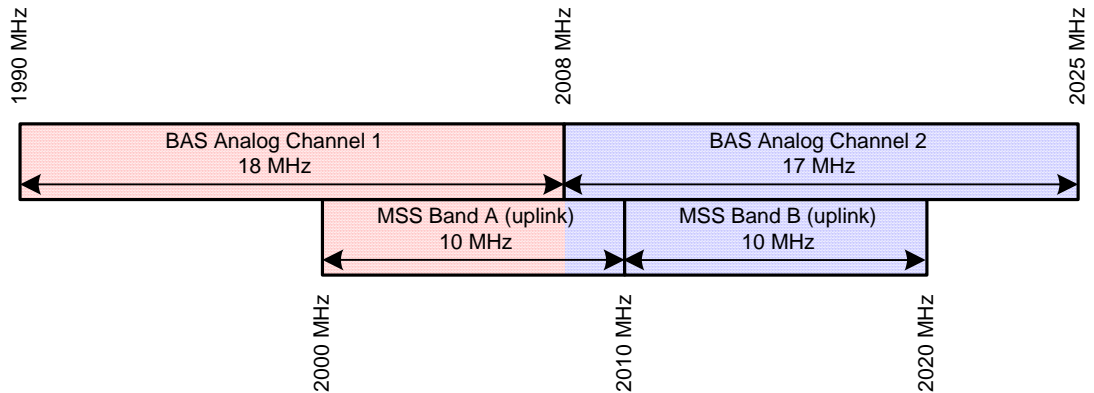 1990 MHz
2008 MHz
2025 MHz
BAS Analog Channel 1
18 MHz
BAS Analog Channel 2
17 MHz
MSS Band A (uplink)
10 MHz
MSS Band B (uplink)
10 MHz
2000 MHz
2010 MHz
2020 MHz